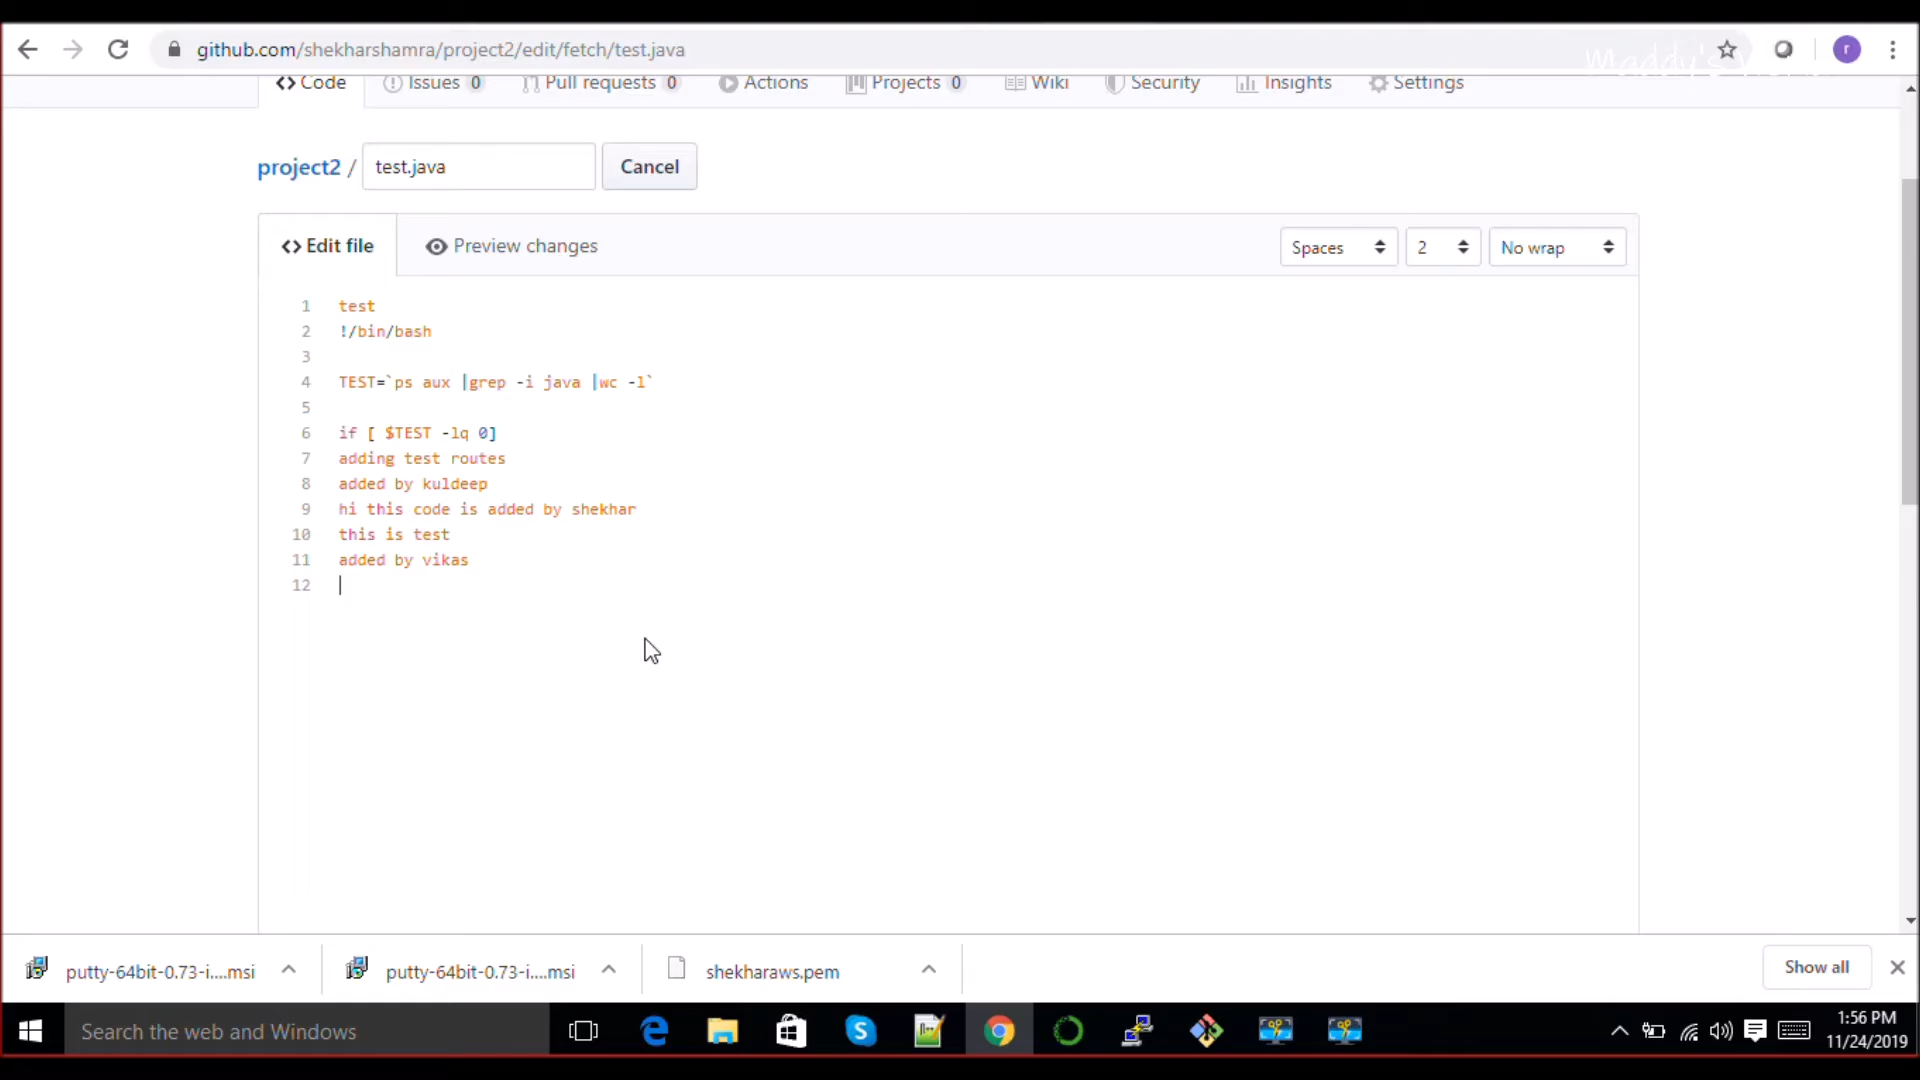 github.com/shekharshamra/project2/edit/fetch/test.java
Maddy's
r
Code
Issues 0
Pull requests 0
Actions
Projects 0
Wiki
Security
Insights
Settings
project2 / test.java Cancel
Edit file
Preview changes
Spaces
2
No wrap
1 test
2 !/bin/bash
3
4 TEST=`ps aux |grep -i java |wc -l`
5
6 if [ $TEST -lq 0]
7 adding test routes
8 added by kuldeep
9 hi this code is added by shekhar
10 this is test
11 added by vikas
12
putty-64bit-0.73-i....msi
putty-64bit-0.73-i....msi
shekharaws.pem
Show all
Search the web and Windows
1:56 PM
11/24/2019